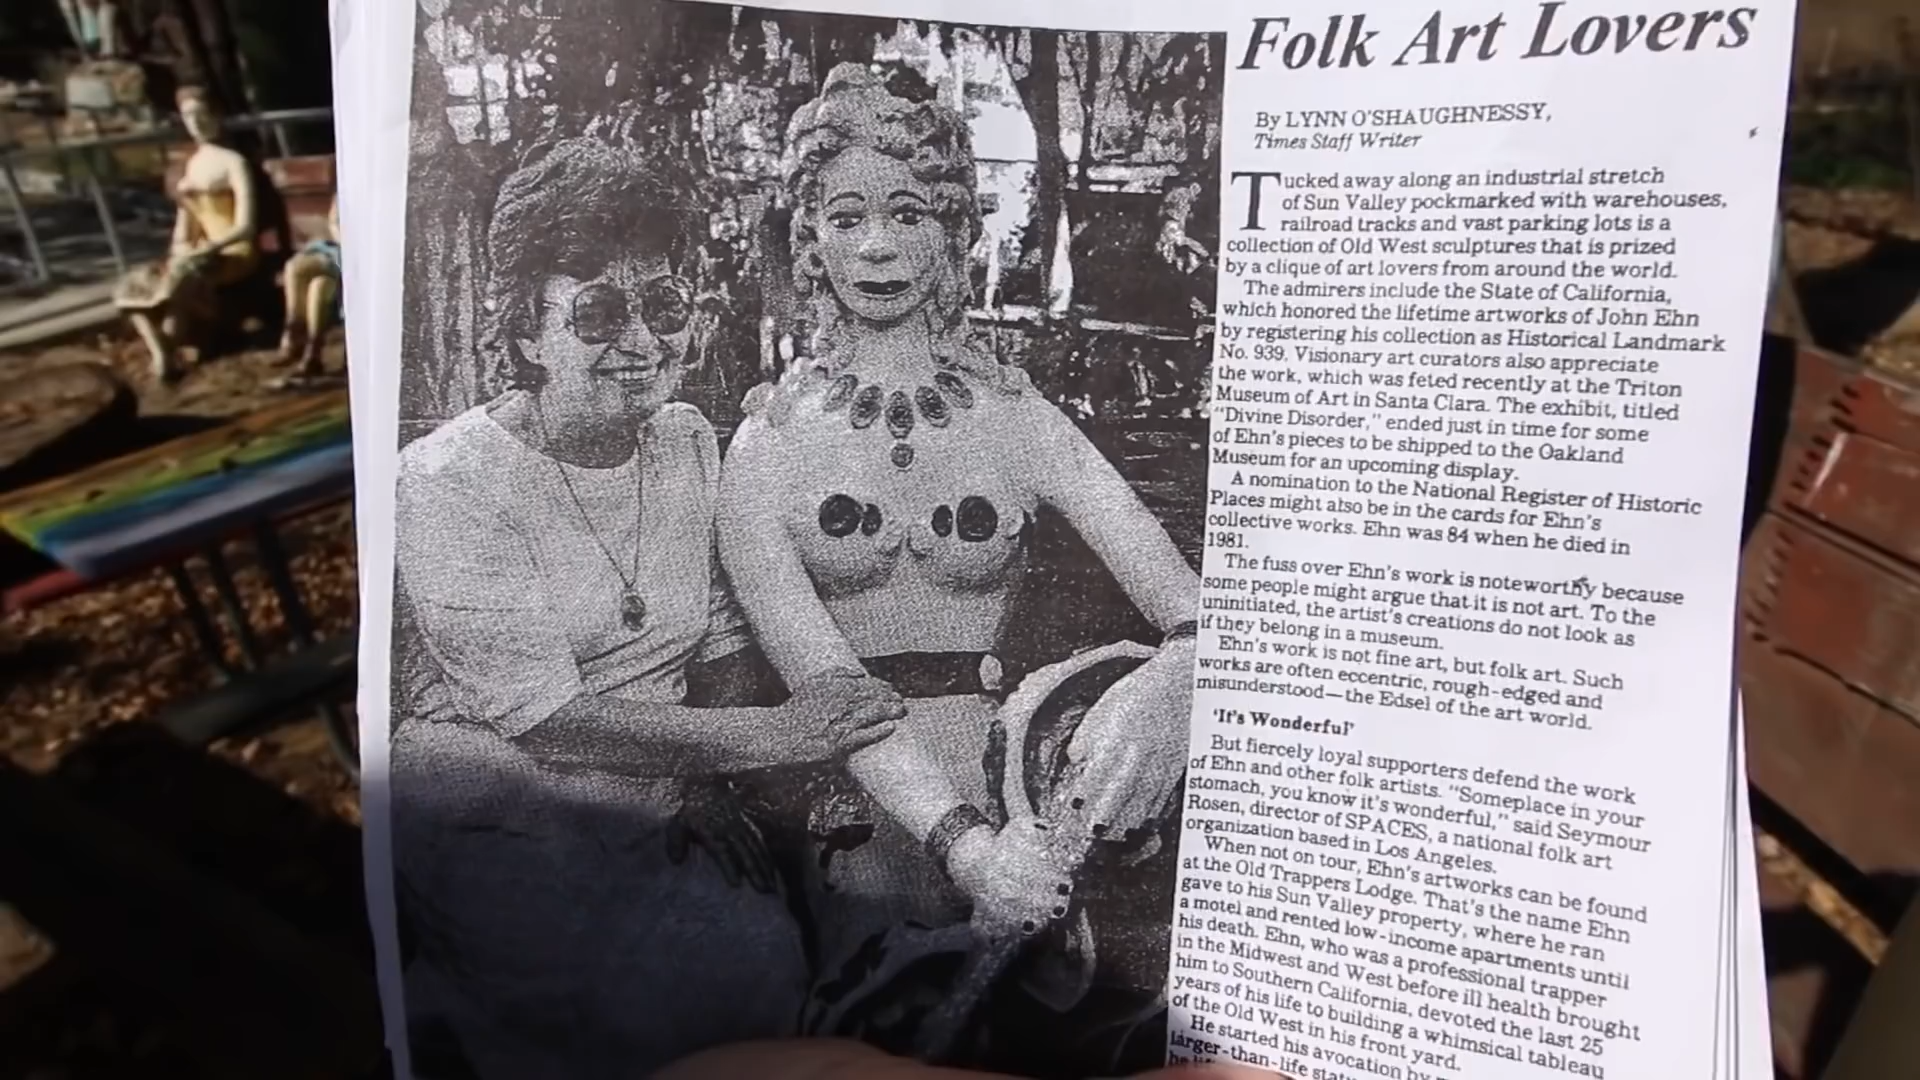 Folk Art Lovers
By LYNN O'SHAUGHNESSY,
Times Staff Writer
Tucked away along an industrial stretch
of Sun Valley pockmarked with warehouses,
railroad tracks and vast parking lots is a
collection of Old West sculptures that is prized
by a clique of art lovers from around the world.
The admirers include the State of California,
which honored the lifetime artworks of John Ehn
by registering his collection as Historical Landmark
No. 939. Visionary art curators also appreciate
the work, which was feted recently at the Triton
Museum of Art in Santa Clara. The exhibit, titled
"Divine Disorder," ended just in time for some
of Ehn's pieces to be shipped to the Oakland
Museum for an upcoming display.
A nomination to the National Register of Historic
Places might also be in the cards for Ehn's
collective works. Ehn was 84 when he died in
1981.
The fuss over Ehn's work is noteworthy because
some people might argue that it is not art. To the
uninitiated, the artist's creations do not look as
if they belong in a museum.
Ehn's work is not fine art, but folk art. Such
works are often eccentric, rough-edged and
misunderstood—the Edsel of the art world.
'It's Wonderful'
But fiercely loyal supporters defend the work
of Ehn and other folk artists. "Someplace in your
stomach, you know it's wonderful," said Seymour
Rosen, director of SPACES, a national folk art
organization based in Los Angeles.
When not on tour, Ehn's artworks can be found
at the Old Trappers Lodge. That's the name Ehn
gave to his Sun Valley property, where he ran
a motel and rented low-income apartments until
his death. Ehn, who was a professional trapper
in the Midwest and West before ill health brought
him to Southern California, devoted the last 25
years of his life to building a whimsical tableau
of the Old West in his front yard.
He started his avocation by
larger-than-life
he